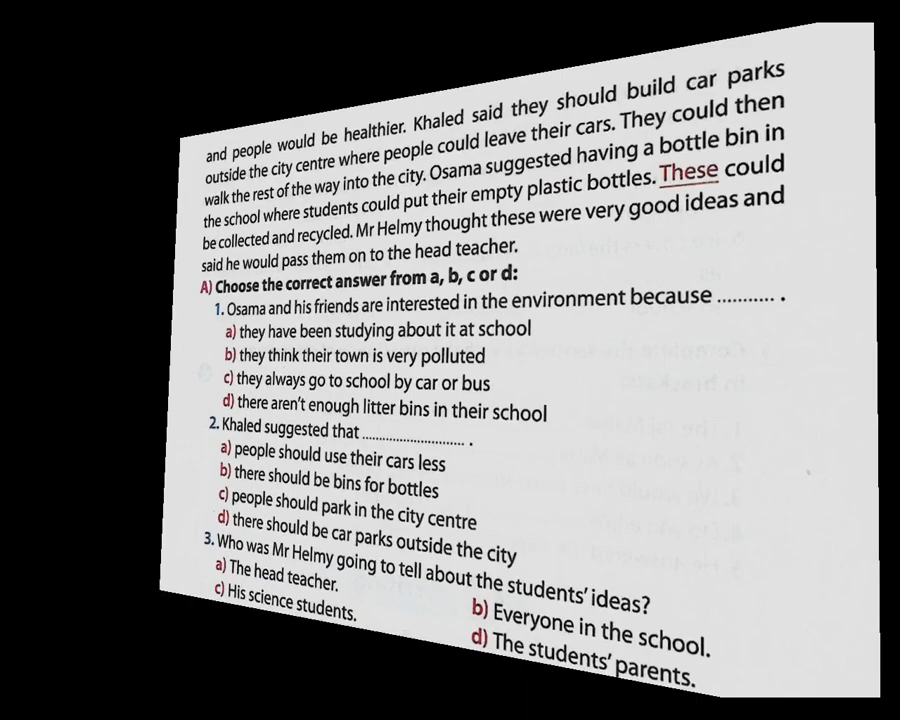 and people would be healthier. Khaled said they should build car parks
outside the city centre where people could leave their cars. They could then
walk the rest of the way into the city. Osama suggested having a bottle bin in
the school where students could put their empty plastic bottles. These could
be collected and recycled. Mr Helmy thought these were very good ideas and
said he would pass them on to the head teacher.
A) Choose the correct answer from a, b, c or d:
1. Osama and his friends are interested in the environment because ........... .
a) they have been studying about it at school
b) they think their town is very polluted
c) they always go to school by car or bus
d) there aren't enough litter bins in their school
2. Khaled suggested that ............................ .
a) people should use their cars less
b) there should be bins for bottles
c) people should park in the city centre
d) there should be car parks outside the city
3. Who was Mr Helmy going to tell about the students' ideas?
a) The head teacher. b) Everyone in the school.
c) His science students. d) The students' parents.